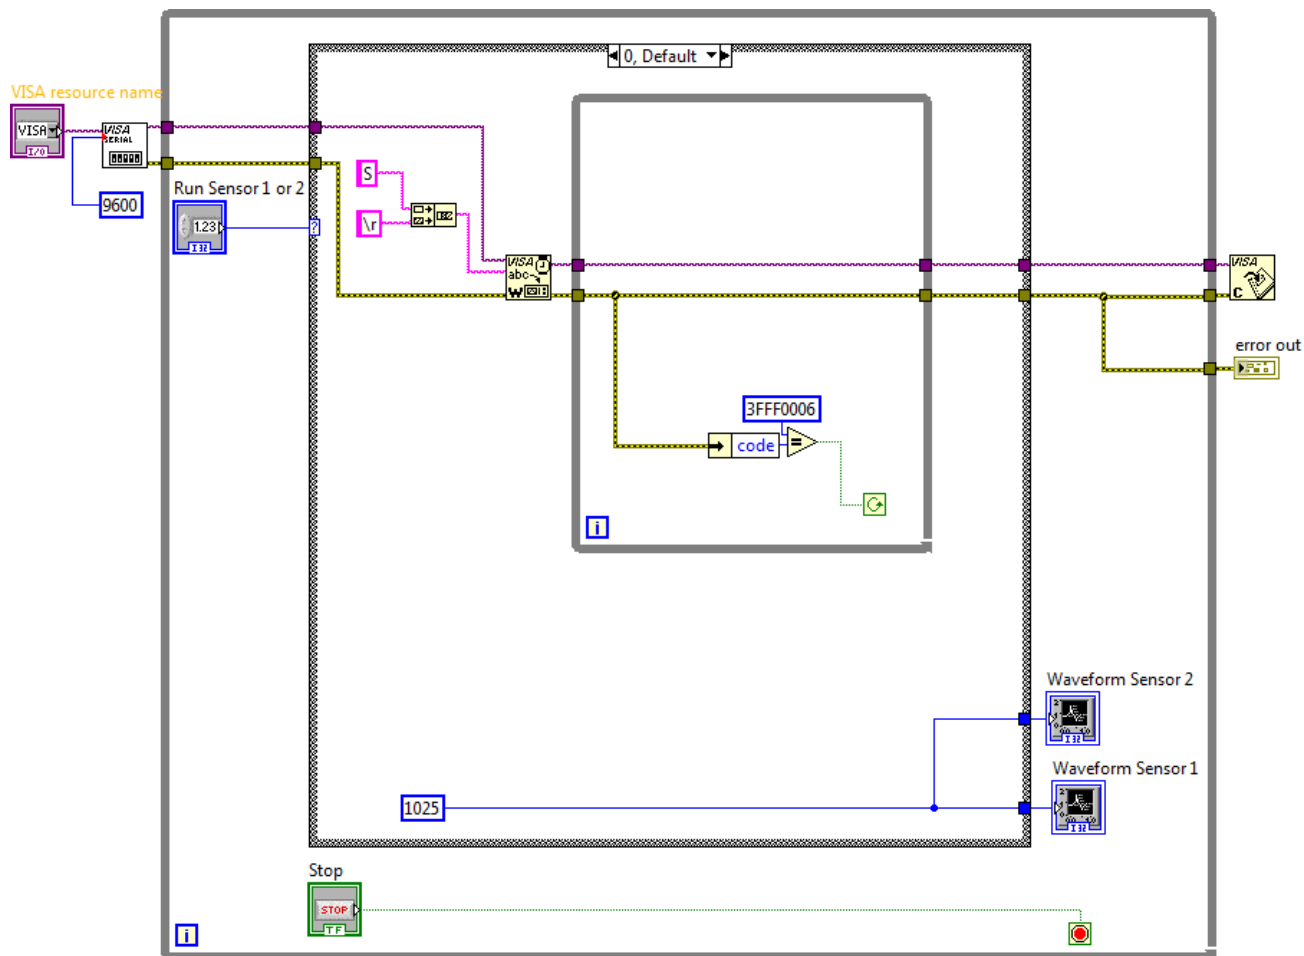 0, Default
VISA resource name
VISA
I/O
VISA
SERIAL
9600
Run Sensor 1 or 2
1.23
I32
?
S
\r
VISA
abc
W
VISA
C
error out
3FFF0006
code
=
i
Waveform Sensor 2
I32
Waveform Sensor 1
I32
1025
Stop
STOP
TF
i